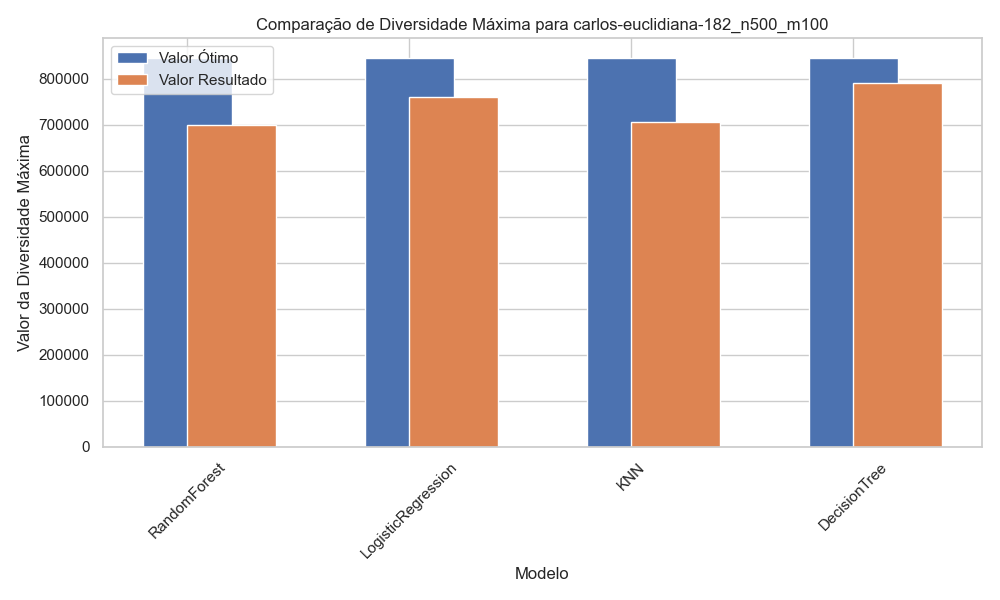 Comparação de Diversidade Máxima para carlos-euclidiana-182_n500_m100
Valor Ótimo
Valor Resultado
Valor da Diversidade Máxima
800000
700000
600000
500000
400000
300000
200000
100000
0
RandomForest
LogisticRegression
KNN
DecisionTree
Modelo